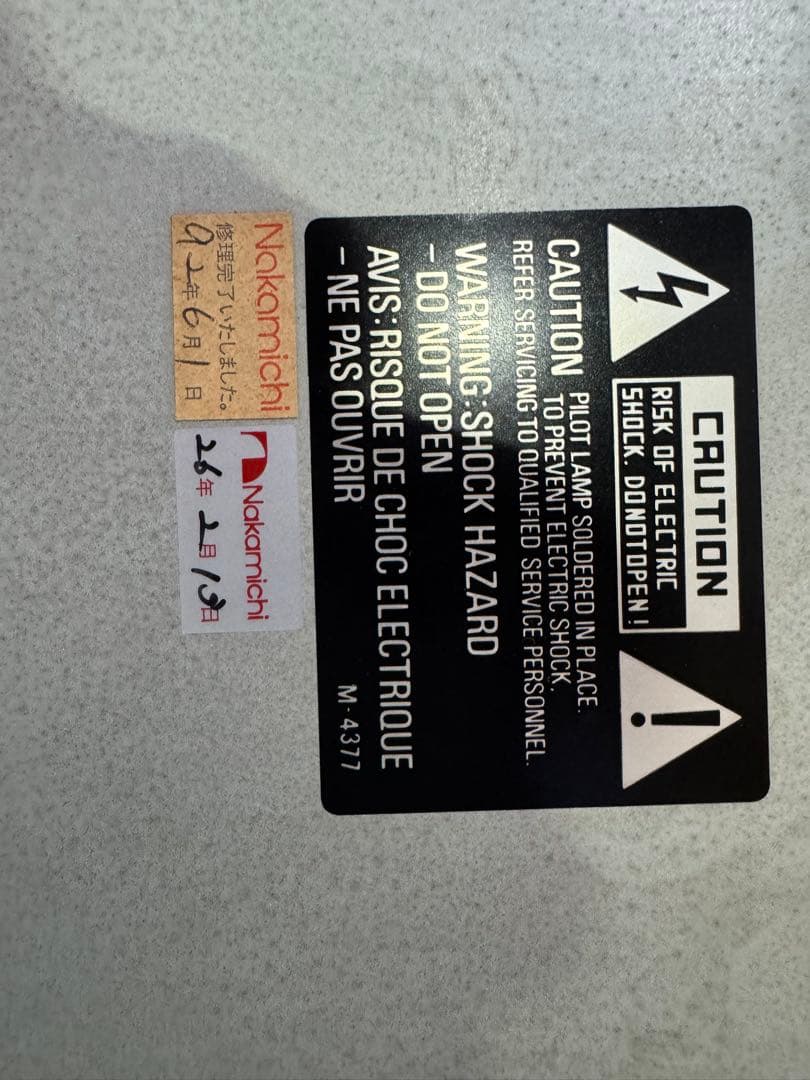 CAUTION
RISK OF ELECTRIC
SHOCK. DO NOT OPEN!
CAUTION PILOT LAMP SOLDERED IN PLACE.
TO PREVENT ELECTRIC SHOCK,
REFER SERVICING TO QUALIFIED SERVICE PERSONNEL.
WARNING:SHOCK HAZARD
– DO NOT OPEN
AVIS:RISQUE DE CHOC ELECTRIQUE
– NE PAS OUVRIR
M-4377
Nakamichi
修理完了いたしました。
92年6月1日
Nakamichi
26年2月 日